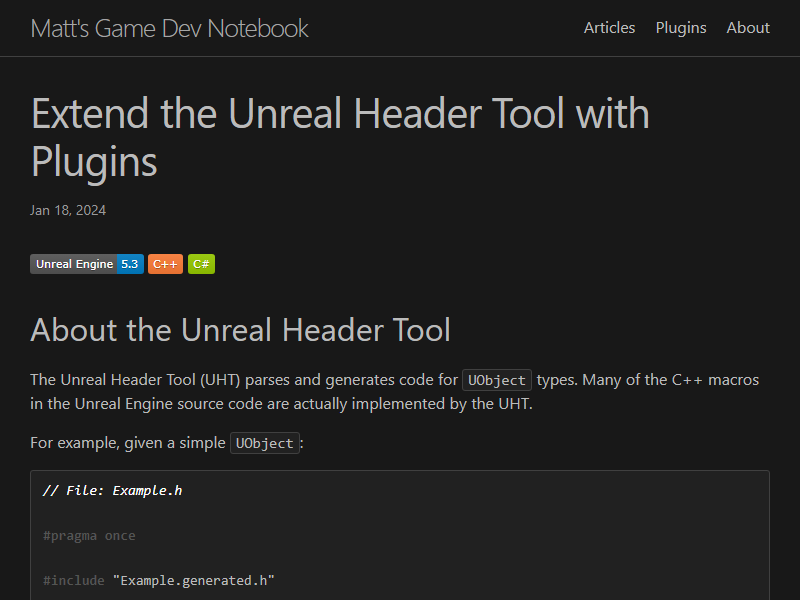 Matt's Game Dev Notebook
Articles Plugins About
Extend the Unreal Header Tool with
Plugins
Jan 18, 2024
Unreal Engine 5.3 C++ C#
About the Unreal Header Tool
The Unreal Header Tool (UHT) parses and generates code for UObject types. Many of the C++ macros
in the Unreal Engine source code are actually implemented by the UHT.
For example, given a simple UObject:
// File: Example.h
#pragma once
#include "Example.generated.h"